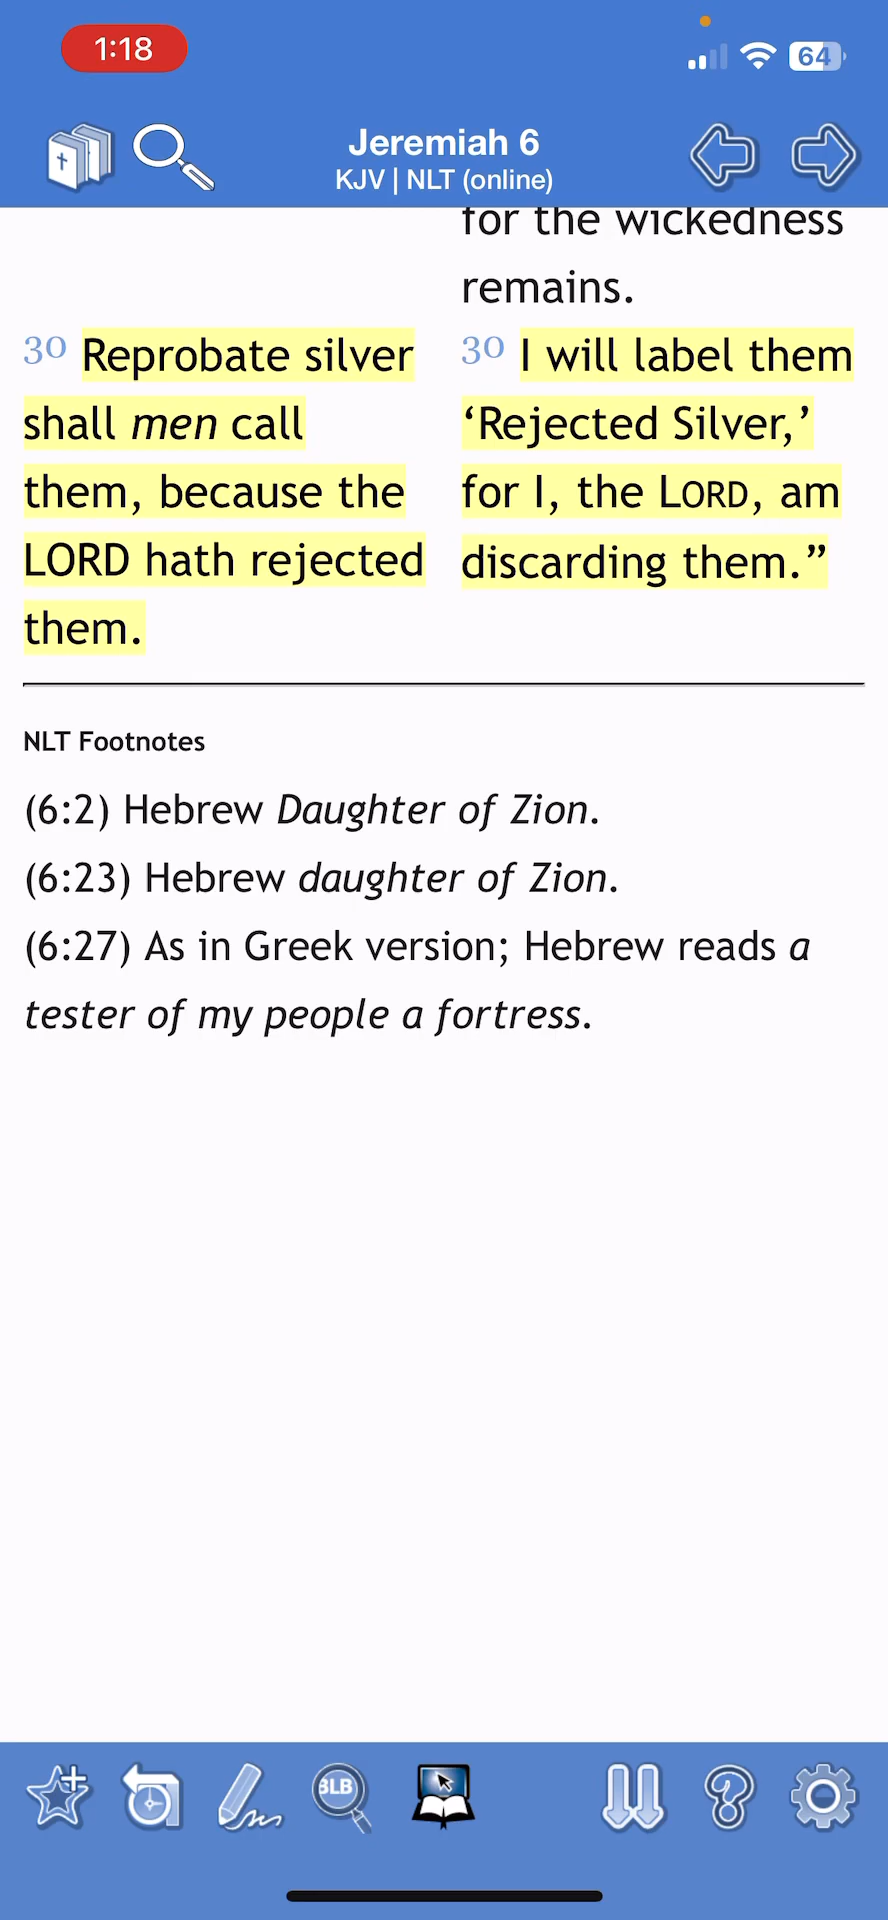 1:18
64
Jeremiah 6
KJV | NLT (online)
for the wickedness
remains.
30 Reprobate silver
shall men call
them, because the
LORD hath rejected
them.
30 I will label them
‘Rejected Silver,’
for I, the LORD, am
discarding them.”
NLT Footnotes
(6:2) Hebrew Daughter of Zion.
(6:23) Hebrew daughter of Zion.
(6:27) As in Greek version; Hebrew reads a
tester of my people a fortress.
BLB